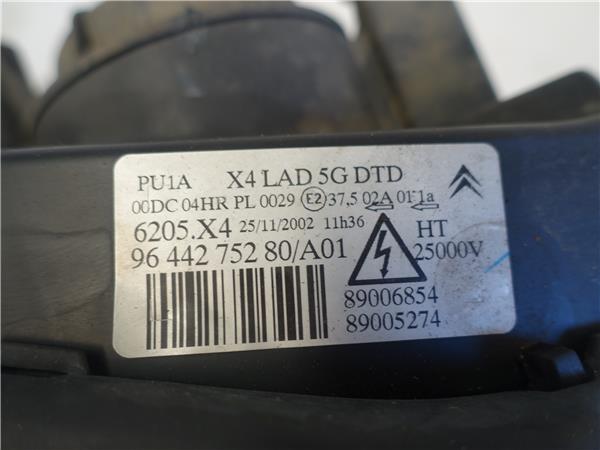 PU1A X4 LAD 5G DTD
00DC 04HR PL 0029 E2 37,5 02A 01 1a
6205.X4 25/11/2002 11h36
96 442 752 80/A01
HT
25000V
89006854
89005274